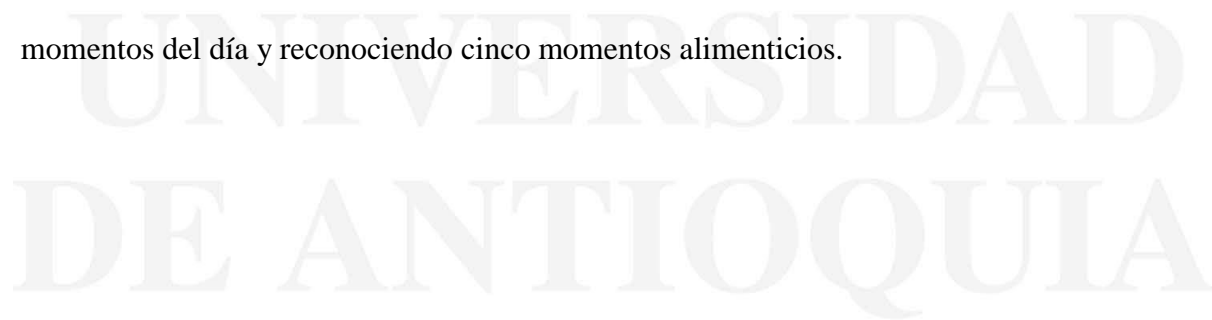 momentos del día y reconociendo cinco momentos alimenticios.
UNIVERSIDAD
DE ANTIOQUIA